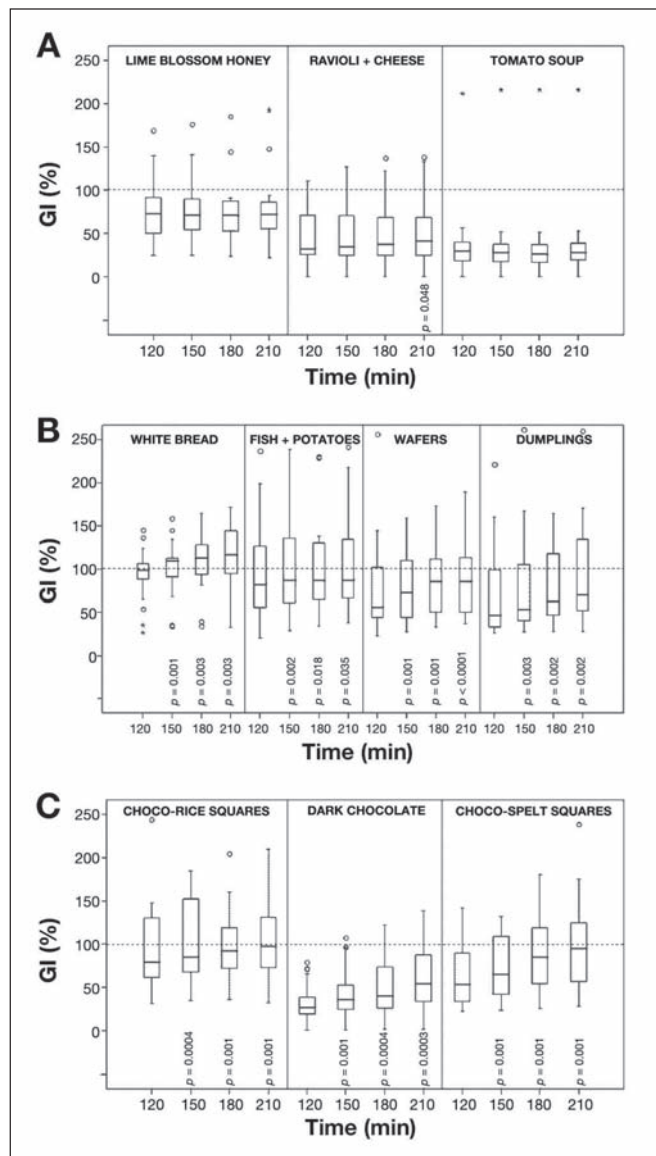 A
LIME BLOSSOM HONEY RAVIOLI + CHEESE TOMATO SOUP
GI (%)
250
200
150
100
50
0
p = 0.048
120 150 180 210 120 150 180 210 120 150 180 210
Time (min)
B
WHITE BREAD FISH + POTATOES WAFERS DUMPLINGS
GI (%)
250
200
150
100
50
0
p = 0.001 p = 0.003 p = 0.003 p = 0.002 p = 0.018 p = 0.035 p = 0.001 p = 0.001 p < 0.0001 p = 0.003 p = 0.002 p = 0.002
120 150 180 210 120 150 180 210 120 150 180 210 120 150 180 210
Time (min)
C
CHOCO-RICE SQUARES DARK CHOCOLATE CHOCO-SPELT SQUARES
GI (%)
250
200
150
100
50
0
p = 0.0004 p = 0.001 p = 0.001 p = 0.001 p = 0.0004 p = 0.0003 p = 0.001 p = 0.001 p = 0.001
120 150 180 210 120 150 180 210 120 150 180 210
Time (min)